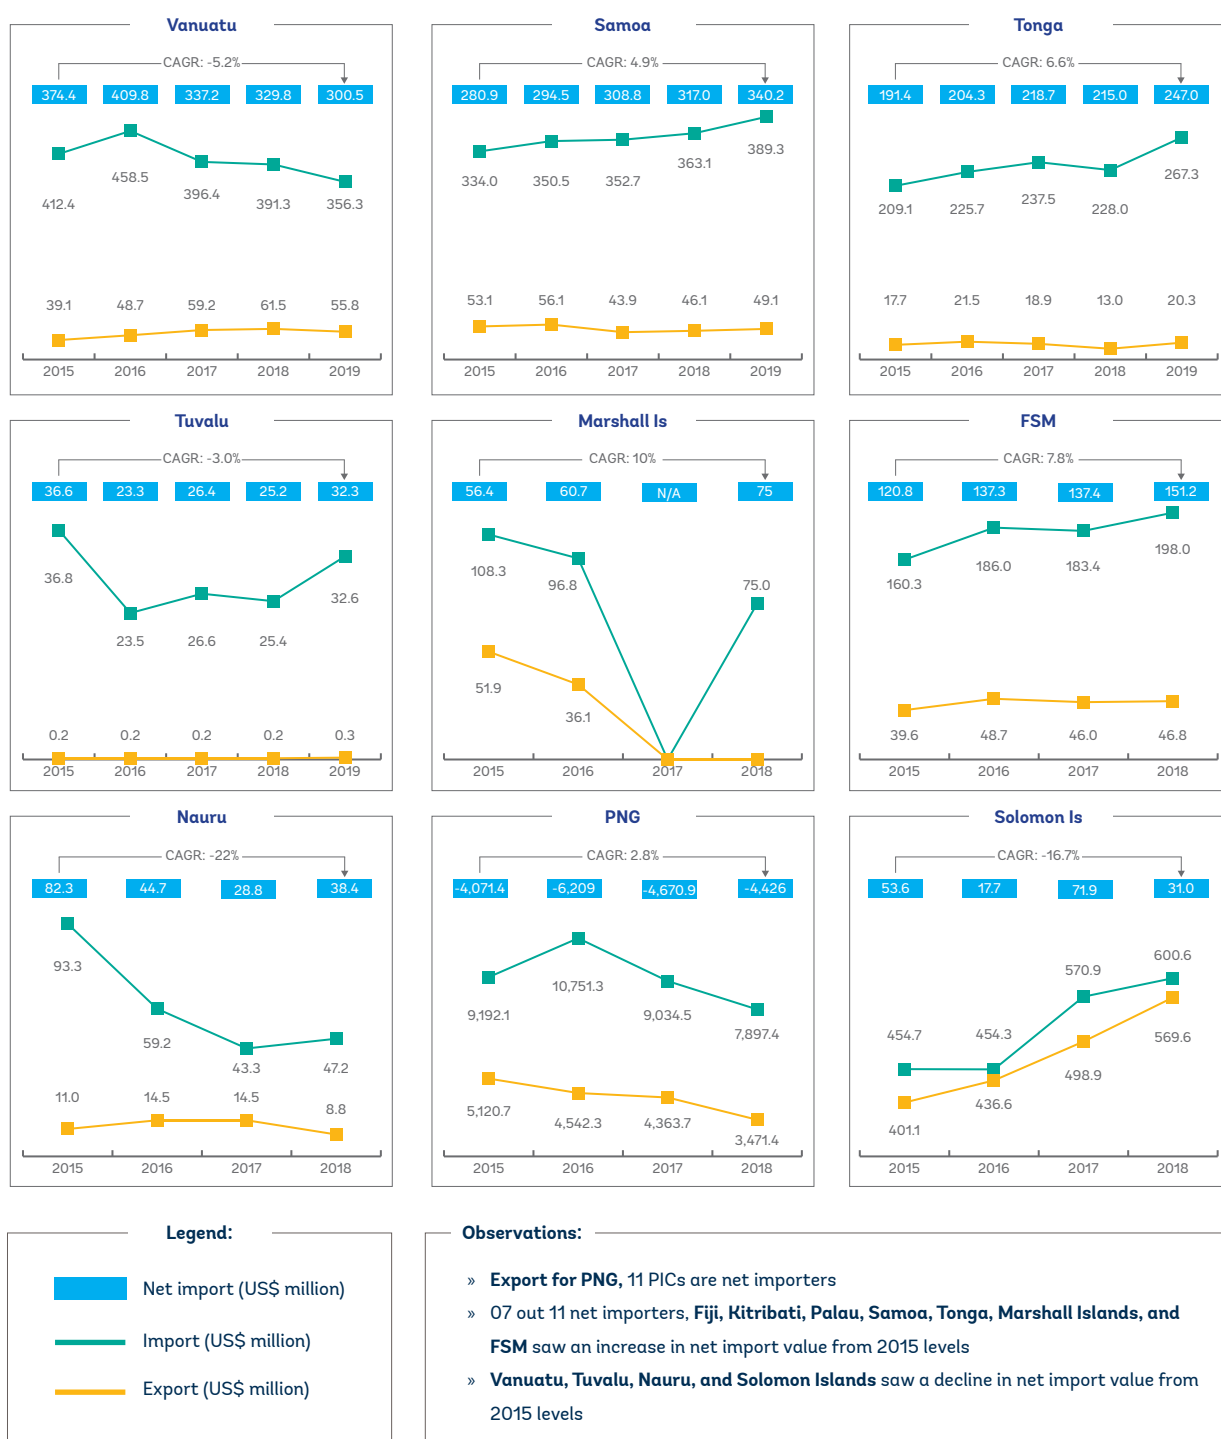 Vanuatu
CAGR: -5.2%
374.4 409.8 337.2 329.8 300.5
412.4 458.5 396.4 391.3 356.3
39.1 48.7 59.2 61.5 55.8
2015 2016 2017 2018 2019
Samoa
CAGR: 4.9%
280.9 294.5 308.8 317.0 340.2
334.0 350.5 352.7 363.1 389.3
53.1 56.1 43.9 46.1 49.1
2015 2016 2017 2018 2019
Tonga
CAGR: 6.6%
191.4 204.3 218.7 215.0 247.0
209.1 225.7 237.5 228.0 267.3
17.7 21.5 18.9 13.0 20.3
2015 2016 2017 2018 2019
Tuvalu
CAGR: -3.0%
36.6 23.3 26.4 25.2 32.3
36.8 23.5 26.6 25.4 32.6
0.2 0.2 0.2 0.2 0.3
2015 2016 2017 2018 2019
Marshall Is
CAGR: 10%
56.4 60.7 N/A 75
108.3 96.8 75.0
51.9 36.1
2015 2016 2017 2018
FSM
CAGR: 7.8%
120.8 137.3 137.4 151.2
160.3 186.0 183.4 198.0
39.6 48.7 46.0 46.8
2015 2016 2017 2018
Nauru
CAGR: -22%
82.3 44.7 28.8 38.4
93.3 59.2 43.3 47.2
11.0 14.5 14.5 8.8
2015 2016 2017 2018
PNG
CAGR: 2.8%
-4,071.4 -6,209 -4,670.9 -4,426
9,192.1 10,751.3 9,034.5 7,897.4
5,120.7 4,542.3 4,363.7 3,471.4
2015 2016 2017 2018
Solomon Is
CAGR: -16.7%
53.6 17.7 71.9 31.0
454.7 454.3 570.9 600.6
401.1 436.6 498.9 569.6
2015 2016 2017 2018
Legend:
Net import (US$ million)
Import (US$ million)
Export (US$ million)
Observations:
» Export for PNG, 11 PICs are net importers
» 07 out 11 net importers, Fiji, Kitribati, Palau, Samoa, Tonga, Marshall Islands, and
FSM saw an increase in net import value from 2015 levels
» Vanuatu, Tuvalu, Nauru, and Solomon Islands saw a decline in net import value from
2015 levels